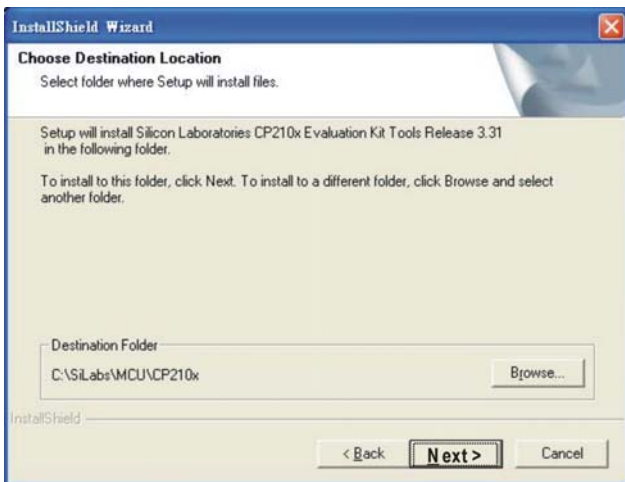 InstallShield Wizard
Choose Destination Location
Select folder where Setup will install files.
Setup will install Silicon Laboratories CP210x Evaluation Kit Tools Release 3.31
in the following folder.
To install to this folder, click Next. To install to a different folder, click Browse and select
another folder.
Destination Folder
C:\SiLabs\MCU\CP210x
Browse...
InstallShield
< Back
Next >
Cancel